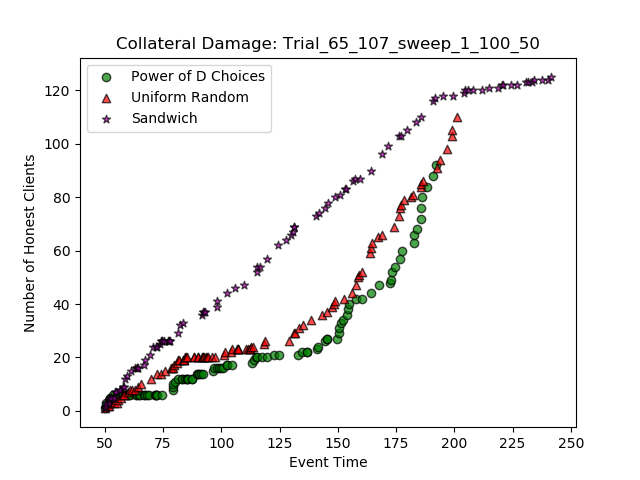 Collateral Damage: Trial_65_107_sweep_1_100_50
Power of D Choices
Uniform Random
Sandwich
Number of Honest Clients
120
100
80
60
40
20
0
50
75
100
125
150
175
200
225
250
Event Time